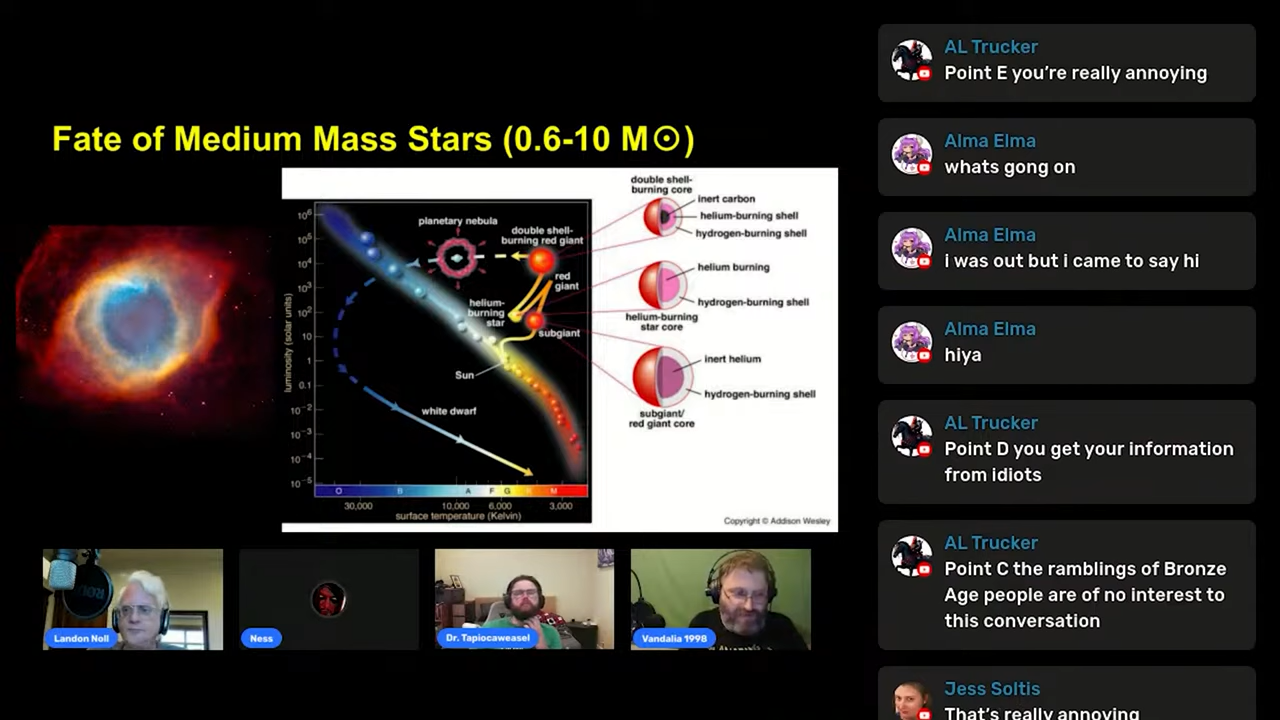 Fate of Medium Mass Stars (0.6-10 M☉)
double shell-
burning core
inert carbon
helium-burning shell
hydrogen-burning shell
helium burning
hydrogen-burning shell
helium-burning
star core
inert helium
hydrogen-burning shell
subgiant/
red giant core
planetary nebula
double shell-
burning red giant
red
giant
helium-
burning
star
subgiant
Sun
white dwarf
luminosity (solar units)
10⁶
10⁵
10⁴
10³
10²
10
1
0.1
10⁻²
10⁻³
10⁻⁴
10⁻⁵
O B A F G K M
30,000 10,000 6,000 3,000
surface temperature (Kelvin)
Copyright © Addison Wesley
Landon Noll
Ness
Dr. Tapiocaweasel
Vandalia 1998
AL Trucker
Point E you’re really annoying
Alma Elma
whats gong on
Alma Elma
i was out but i came to say hi
Alma Elma
hiya
AL Trucker
Point D you get your information
from idiots
AL Trucker
Point C the ramblings of Bronze
Age people are of no interest to
this conversation
Jess Soltis
That’s really annoying